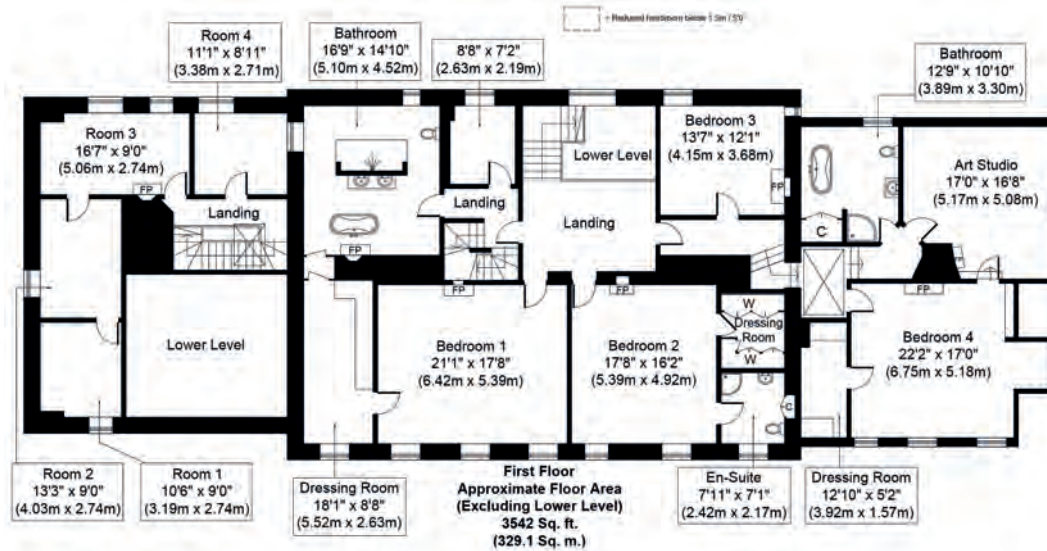 = Reduced headroom below 1.5m / 5'0
Room 4
11'1" x 8'11"
(3.38m x 2.71m)
Bathroom
16'9" x 14'10"
(5.10m x 4.52m)
8'8" x 7'2"
(2.63m x 2.19m)
Bathroom
12'9" x 10'10"
(3.89m x 3.30m)
Room 3
16'7" x 9'0"
(5.06m x 2.74m)
FP
Landing
Lower Level
FP
Landing
Lower Level
Landing
Bedroom 3
13'7" x 12'1"
(4.15m x 3.68m)
FP
C
Art Studio
17'0" x 16'8"
(5.17m x 5.08m)
FP
Bedroom 1
21'1" x 17'8"
(6.42m x 5.39m)
FP
Bedroom 2
17'8" x 16'2"
(5.39m x 4.92m)
W
Dressing
Room
W
C
FP
Bedroom 4
22'2" x 17'0"
(6.75m x 5.18m)
Room 2
13'3" x 9'0"
(4.03m x 2.74m)
Room 1
10'6" x 9'0"
(3.19m x 2.74m)
Dressing Room
18'1" x 8'8"
(5.52m x 2.63m)
First Floor
Approximate Floor Area
(Excluding Lower Level)
3542 Sq. ft.
(329.1 Sq. m.)
En-Suite
7'11" x 7'1"
(2.42m x 2.17m)
Dressing Room
12'10" x 5'2"
(3.92m x 1.57m)